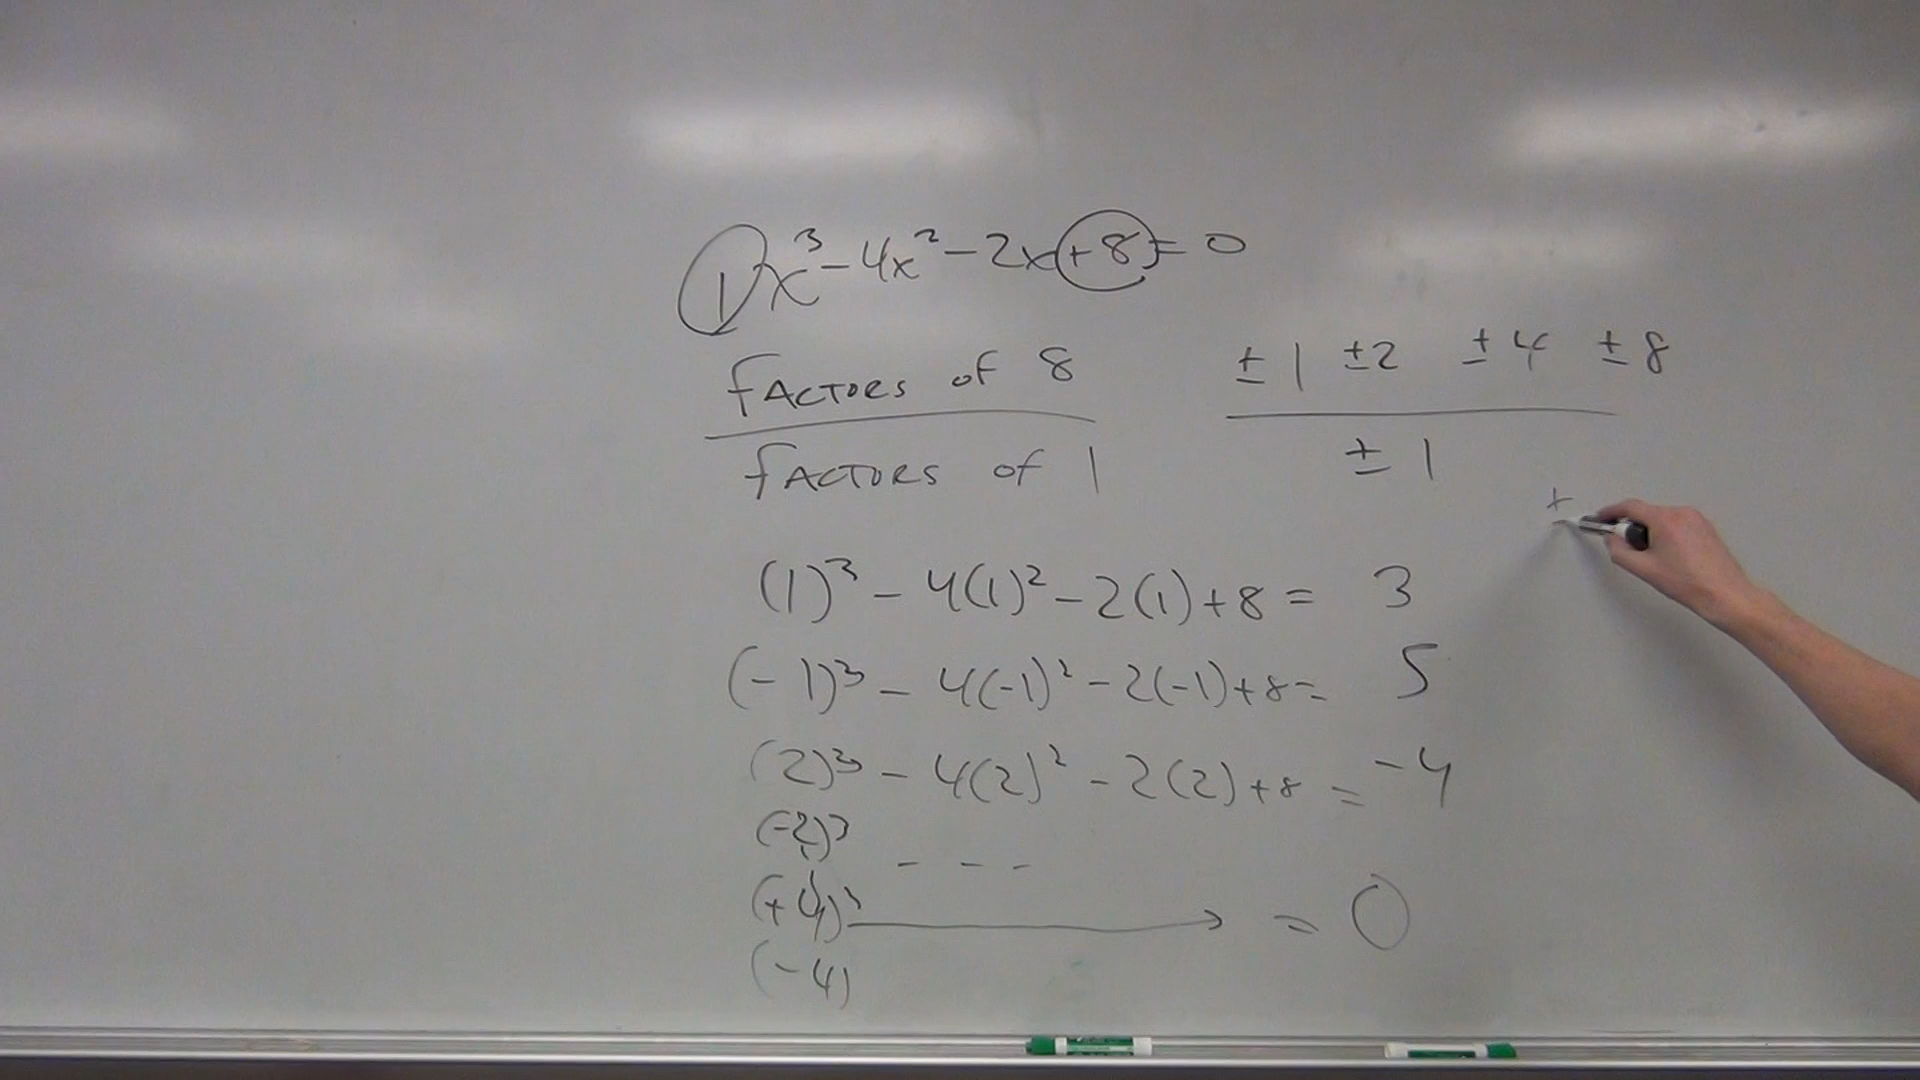 1x³ - 4x² - 2x + 8 = 0
FACTORS of 8
FACTORS of 1
± 1 ± 2 ± 4 ± 8
± 1
±
(1)³ - 4(1)² - 2(1) + 8 = 3
(-1)³ - 4(-1)² - 2(-1) + 8 = 5
(2)³ - 4(2)² - 2(2) + 8 = -4
(-2)³ - - -
(+4)³ → = 0
(-4)